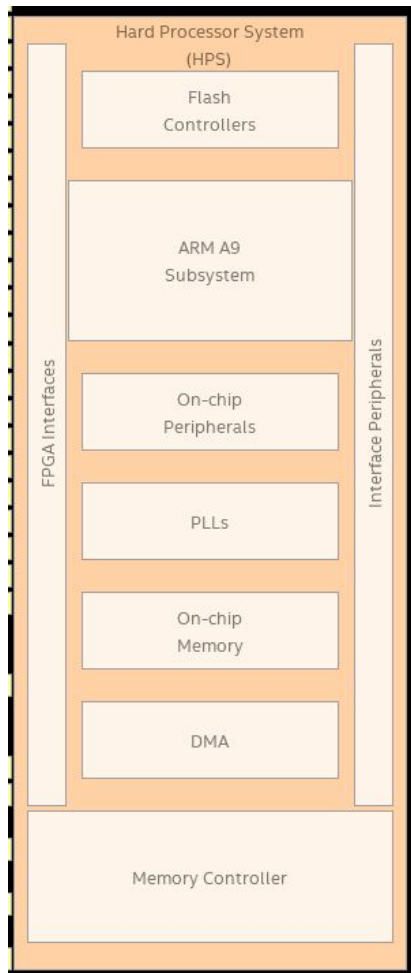 Hard Processor System
(HPS)
Flash
Controllers
ARM A9
Subsystem
FPGA Interfaces
On-chip
Peripherals
Interface Peripherals
PLLs
On-chip
Memory
DMA
Memory Controller